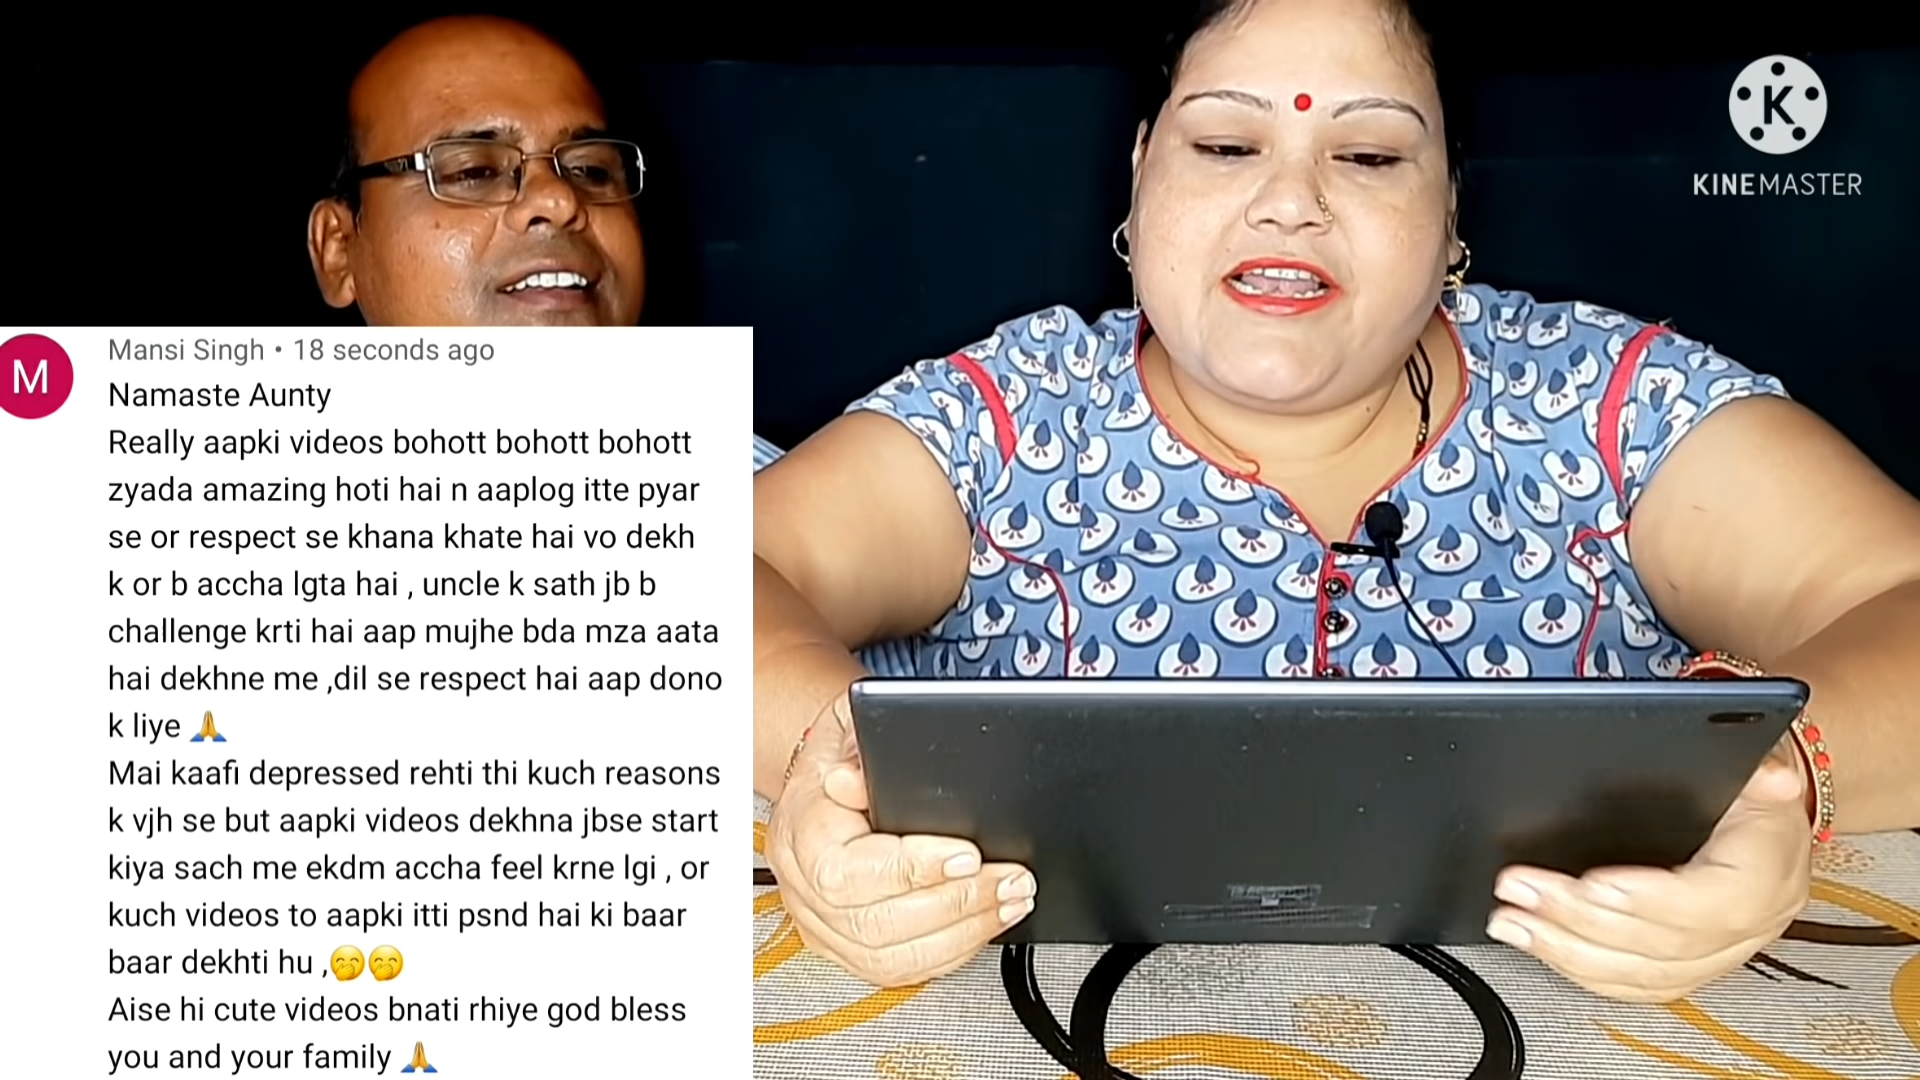 K
KINEMASTER
M
Mansi Singh • 18 seconds ago
Namaste Aunty
Really aapki videos bohott bohott bohott
zyada amazing hoti hai n aaplog itte pyar
se or respect se khana khate hai vo dekh
k or b accha lgta hai , uncle k sath jb b
challenge krti hai aap mujhe bda mza aata
hai dekhne me ,dil se respect hai aap dono
k liye 🙏
Mai kaafi depressed rehti thi kuch reasons
k vjh se but aapki videos dekhna jbse start
kiya sach me ekdm accha feel krne lgi , or
kuch videos to aapki itti psnd hai ki baar
baar dekhti hu ,🤭🤭
Aise hi cute videos bnati rhiye god bless
you and your family 🙏